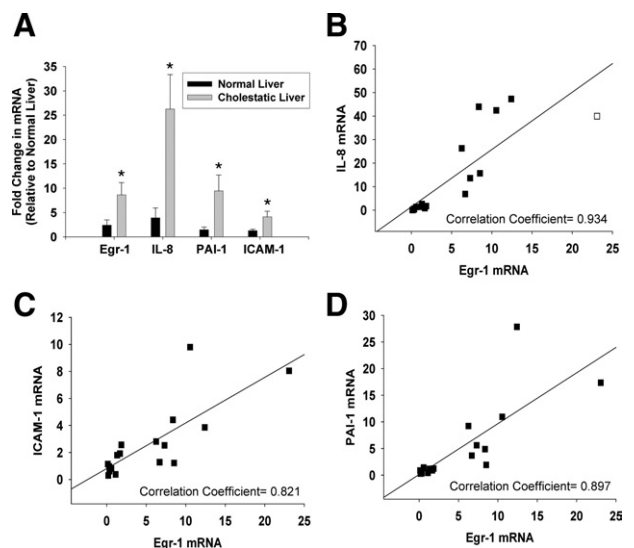 A
Fold Change in mRNA
(Relative to Normal Liver)
35
30
25
20
15
10
5
0
Normal Liver
Cholestatic Liver
*
*
*
*
Egr-1 IL-8 PAI-1 ICAM-1
B
IL-8 mRNA
70
60
50
40
30
20
10
0
Correlation Coefficient= 0.934
0 5 10 15 20 25
Egr-1 mRNA
C
ICAM-1 mRNA
12
10
8
6
4
2
0
Correlation Coefficient= 0.821
0 5 10 15 20 25
Egr-1 mRNA
D
PAI-1 mRNA
30
25
20
15
10
5
0
Correlation Coefficient= 0.897
0 5 10 15 20 25
Egr-1 mRNA